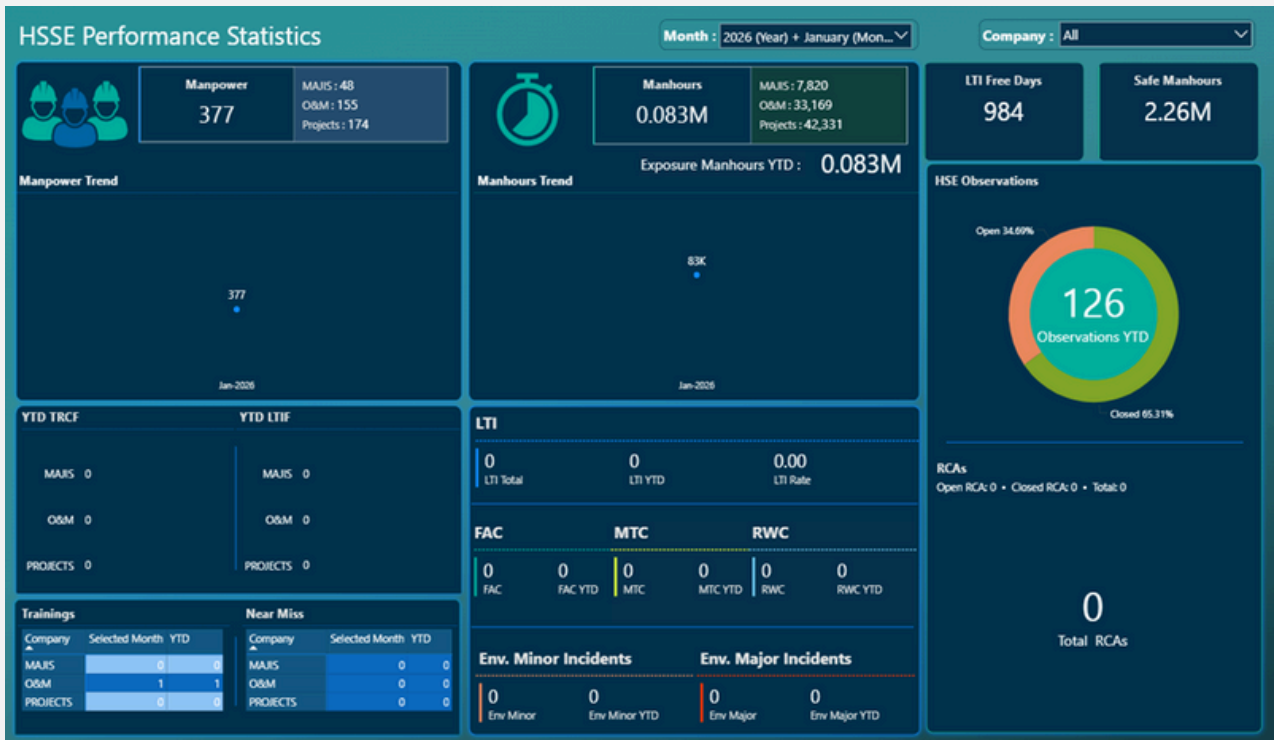 HSSE Performance Statistics
Month : 2026 (Year) + January (Mon...
Company : All
Manpower
377
MAJIS : 48
O&M : 155
Projects : 174
Manpower Trend
377
Jan-2026
Manhours
0.083M
MAJIS : 7,820
O&M : 33,169
Projects : 42,331
Exposure Manhours YTD : 0.083M
Manhours Trend
83K
Jan-2026
LTI Free Days
984
Safe Manhours
2.26M
HSE Observations
Open 34.69%
126
Observations YTD
Closed 65.31%
RCAs
Open RCA: 0 • Closed RCA: 0 • Total: 0
0
Total RCAs
YTD TRCF
MAJIS 0
O&M 0
PROJECTS 0
YTD LTIF
MAJIS 0
O&M 0
PROJECTS 0
LTI
0 0 0.00
LTI Total LTI YTD LTI Rate
FAC MTC RWC
0 0 0 0 0 0
FAC FAC YTD MTC MTC YTD RWC RWC YTD
Env. Minor Incidents Env. Major Incidents
0 0 0 0
Env Minor Env Minor YTD Env Major Env Major YTD
Trainings
Company Selected Month YTD
MAJIS 0 0
O&M 1 1
PROJECTS 0 0
Near Miss
Company Selected Month YTD
MAJIS 0 0
O&M 0 0
PROJECTS 0 0